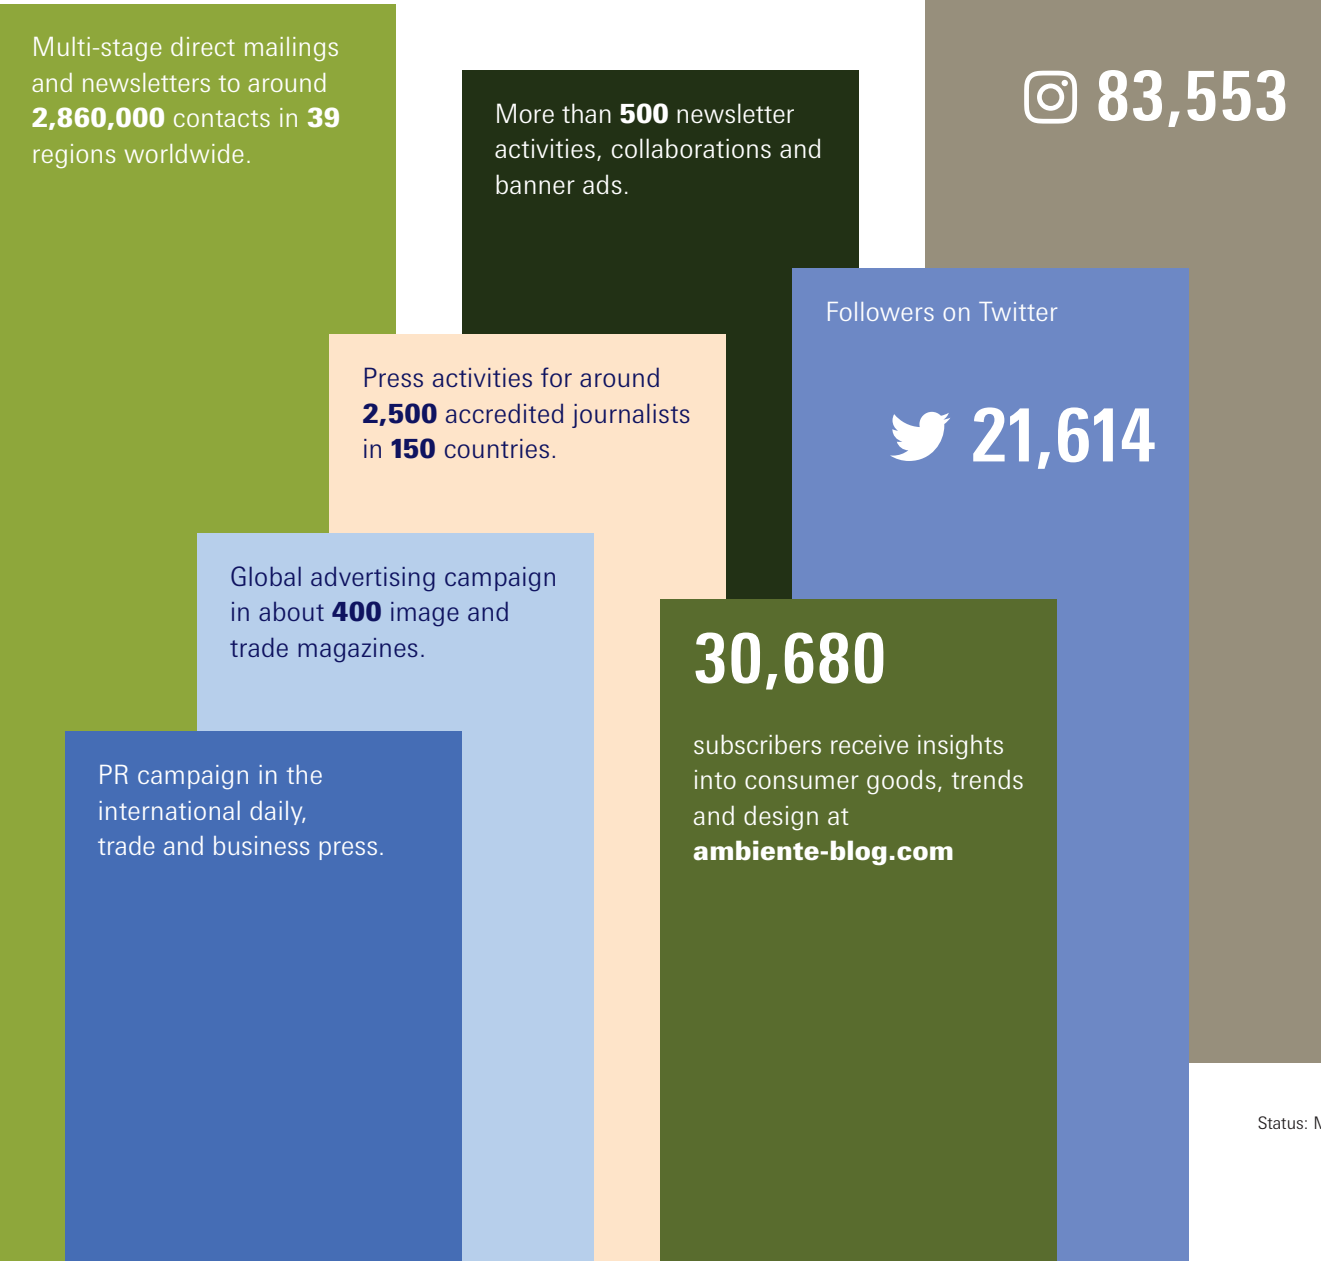 Multi-stage direct mailings
and newsletters to around
2,860,000 contacts in 39
regions worldwide.
More than 500 newsletter
activities, collaborations and
banner ads.
83,553
Followers on Twitter
21,614
Press activities for around
2,500 accredited journalists
in 150 countries.
Global advertising campaign
in about 400 image and
trade magazines.
30,680
subscribers receive insights
into consumer goods, trends
and design at
ambiente-blog.com
PR campaign in the
international daily,
trade and business press.
Status: